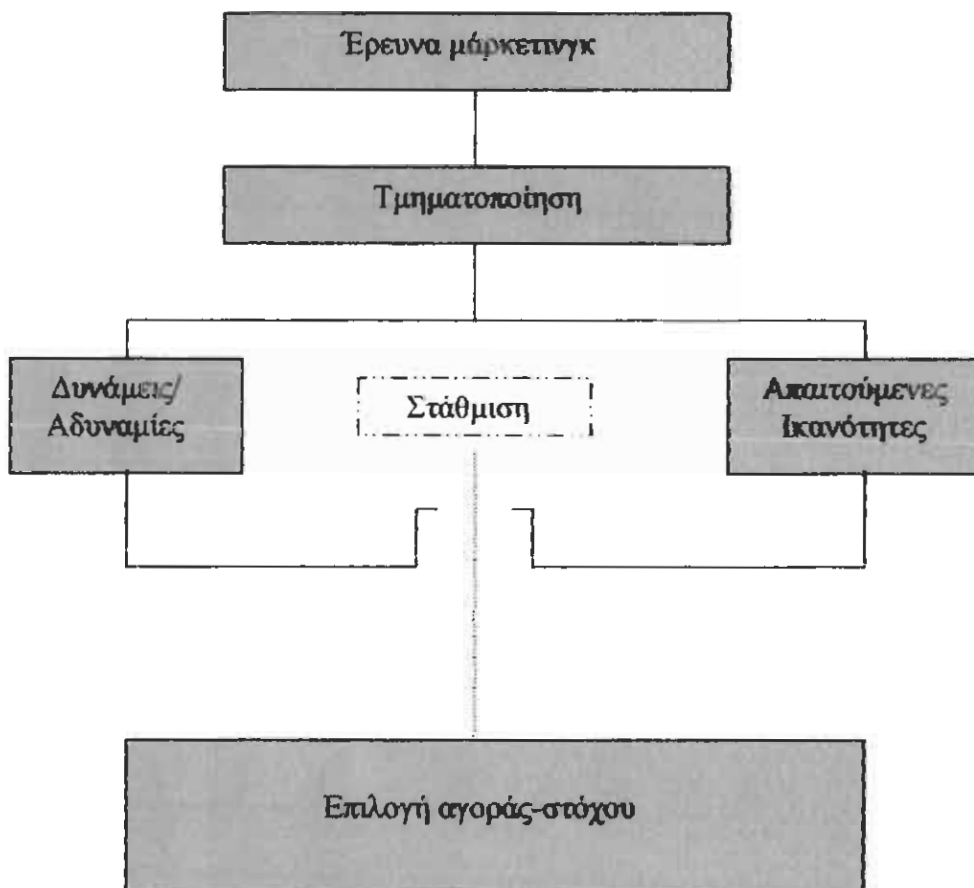 Έρευνα μάρκετινγκ
Τμηματοποίηση
Δυνάμεις/
Αδυναμίες
Στάθμιση
Απαιτούμενες
Ικανότητες
Επιλογή αγοράς-στόχου